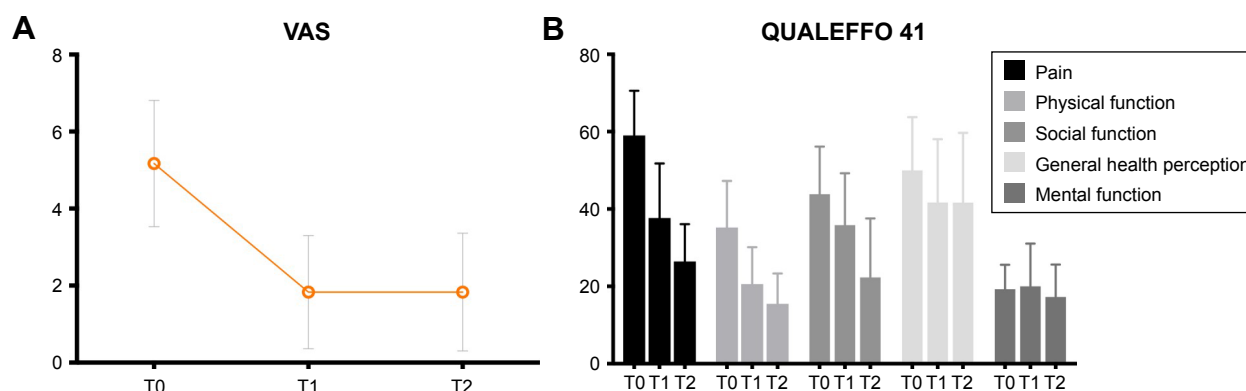 A
VAS
8
6
4
2
0
T0 T1 T2
B
QUALEFFO 41
80
60
40
20
0
T0 T1 T2 T0 T1 T2 T0 T1 T2 T0 T1 T2 T0 T1 T2
Pain
Physical function
Social function
General health perception
Mental function